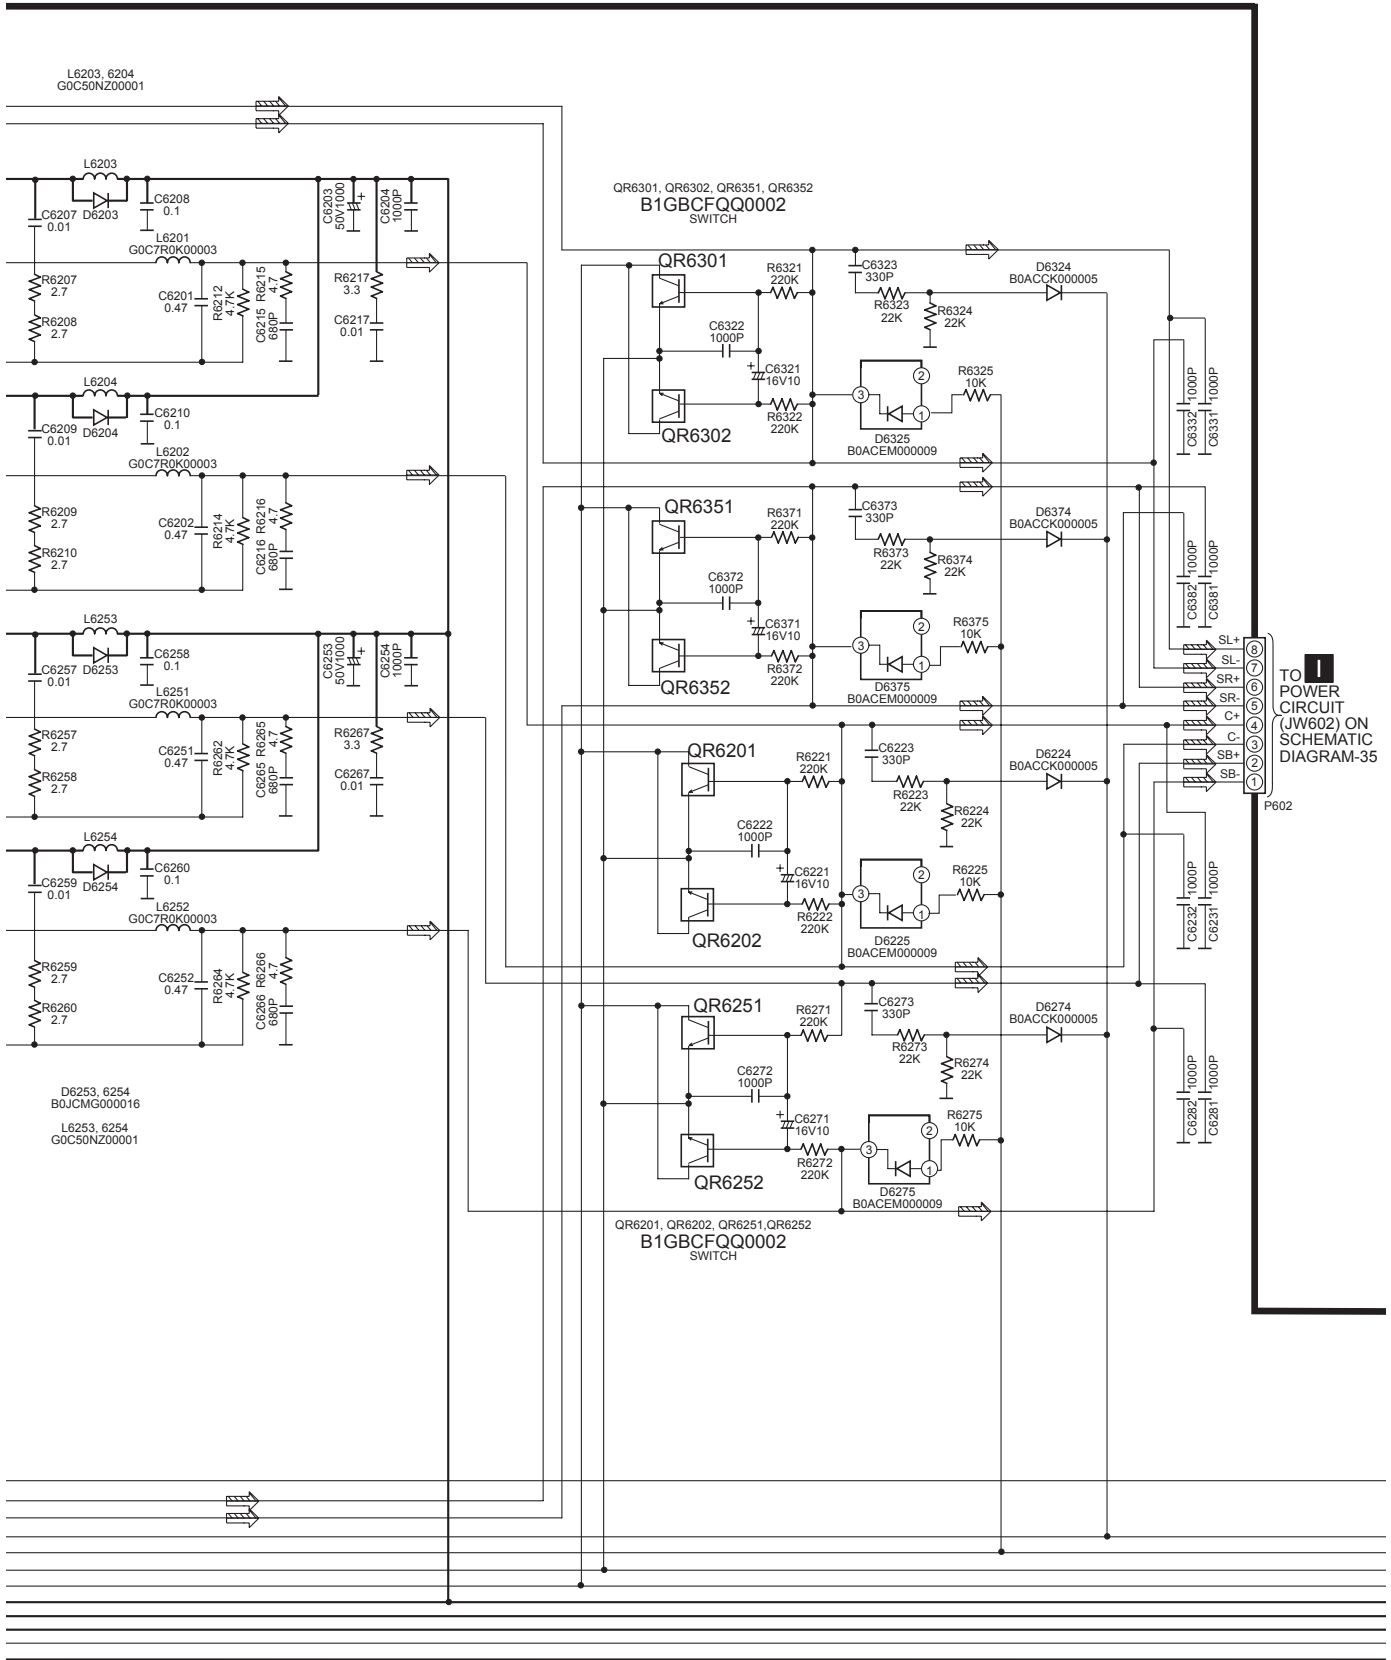 L6203, 6204
G0C50NZ00001
L6203
D6203
C6207
0.01
C6208
0.1
C6203
50V1000
+
C6204
1000P
L6201
G0C7R0K00003
R6207
2.7
R6208
2.7
C6201
0.47
R6212
4.7K
R6215
4.7
C6215
680P
R6217
3.3
C6217
0.01
L6204
D6204
C6209
0.01
C6210
0.1
L6202
G0C7R0K00003
R6209
2.7
R6210
2.7
C6202
0.47
R6214
4.7K
R6216
4.7
C6216
680P
L6253
D6253
C6257
0.01
C6258
0.1
C6253
50V1000
+
C6254
1000P
L6251
G0C7R0K00003
R6257
2.7
R6258
2.7
C6251
0.47
R6262
4.7K
R6265
4.7
C6265
680P
R6267
3.3
C6267
0.01
L6254
D6254
C6259
0.01
C6260
0.1
L6252
G0C7R0K00003
R6259
2.7
R6260
2.7
C6252
0.47
R6264
4.7K
R6266
4.7
C6266
680P
D6253, 6254
B0JCMG000016
L6253, 6254
G0C50NZ00001
QR6301, QR6302, QR6351, QR6352
B1GBCFQQ0002
SWITCH
QR6301
R6321
220K
C6323
330P
R6323
22K
R6324
22K
D6324
B0ACCK000005
C6322
1000P
+
C6321
16V10
R6322
220K
QR6302
2
3
1
D6325
B0ACEM000009
R6325
10K
C6332
1000P
C6331
1000P
QR6351
R6371
220K
C6373
330P
R6373
22K
R6374
22K
D6374
B0ACCK000005
C6372
1000P
+
C6371
16V10
R6372
220K
QR6352
2
3
1
D6375
B0ACEM000009
R6375
10K
C6382
1000P
C6381
1000P
SL+
8
SL-
7
SR+
6
SR-
5
C+
4
C-
3
SB+
2
SB-
1
P602
TO I
POWER
CIRCUIT
(JW602) ON
SCHEMATIC
DIAGRAM-35
QR6201
R6221
220K
C6223
330P
R6223
22K
R6224
22K
D6224
B0ACCK000005
C6222
1000P
+
C6221
16V10
R6222
220K
QR6202
2
3
1
D6225
B0ACEM000009
R6225
10K
C6232
1000P
C6231
1000P
QR6251
R6271
220K
C6273
330P
R6273
22K
R6274
22K
D6274
B0ACCK000005
C6272
1000P
+
C6271
16V10
R6272
220K
QR6252
2
3
1
D6275
B0ACEM000009
R6275
10K
C6282
1000P
C6281
1000P
QR6201, QR6202, QR6251,QR6252
B1GBCFQQ0002
SWITCH